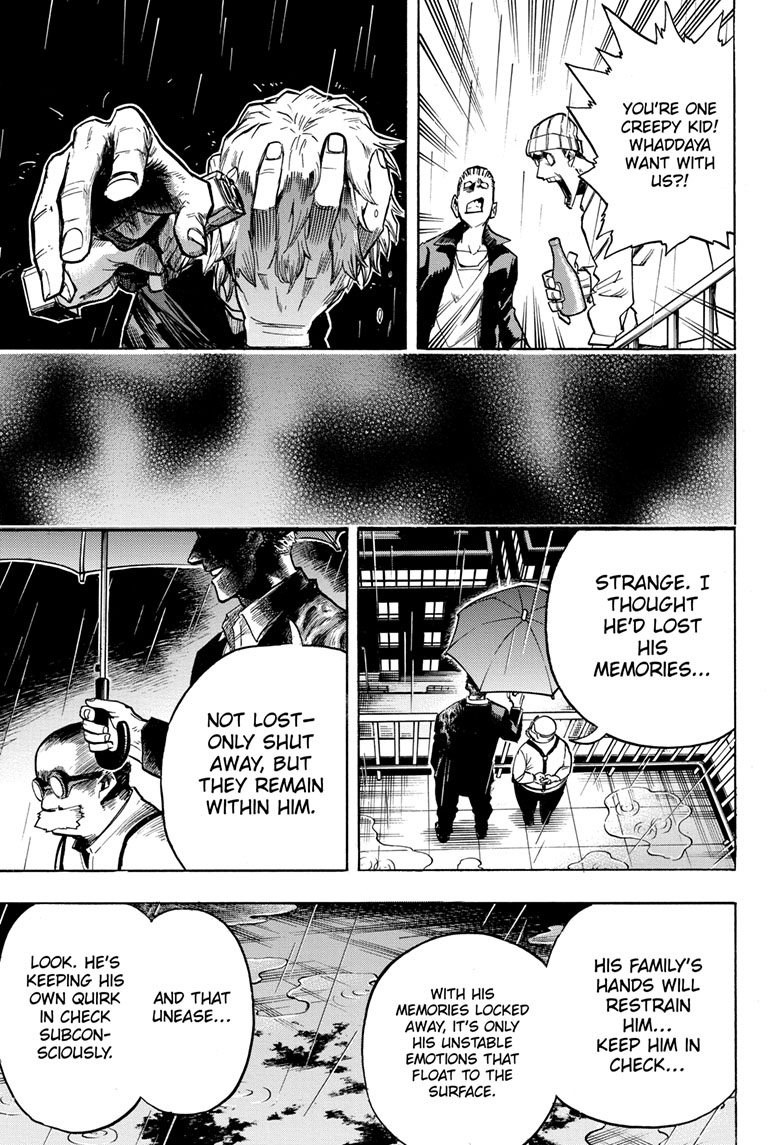 YOU'RE ONE
CREEPY KID!
WHADDAYA
WANT WITH
US?!
STRANGE. I
THOUGHT
HE'D LOST
HIS
MEMORIES...
NOT LOST–
ONLY SHUT
AWAY, BUT
THEY REMAIN
WITHIN HIM.
HIS FAMILY'S
HANDS WILL
RESTRAIN
HIM...
KEEP HIM IN
CHECK...
WITH HIS
MEMORIES LOCKED
AWAY, IT'S ONLY
HIS UNSTABLE
EMOTIONS THAT
FLOAT TO THE
SURFACE.
AND THAT
UNEASE...
LOOK. HE'S
KEEPING HIS
OWN QUIRK
IN CHECK
SUBCON-
SCIOUSLY.